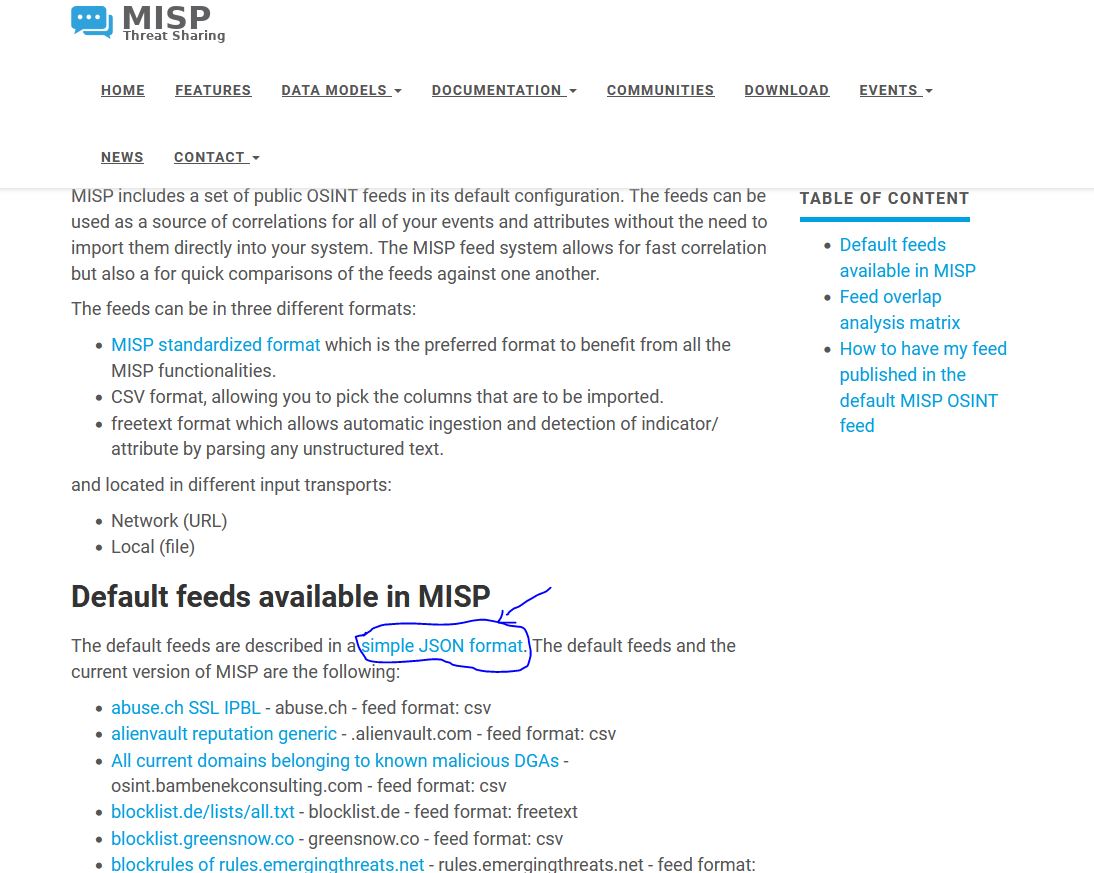 MISP
Threat Sharing
HOME FEATURES DATA MODELS DOCUMENTATION COMMUNITIES DOWNLOAD EVENTS
NEWS CONTACT
MISP includes a set of public OSINT feeds in its default configuration. The feeds can be
used as a source of correlations for all of your events and attributes without the need to
import them directly into your system. The MISP feed system allows for fast correlation
but also a for quick comparisons of the feeds against one another.
The feeds can be in three different formats:
MISP standardized format which is the preferred format to benefit from all the
MISP functionalities.
CSV format, allowing you to pick the columns that are to be imported.
freetext format which allows automatic ingestion and detection of indicator/
attribute by parsing any unstructured text.
and located in different input transports:
Network (URL)
Local (file)
Default feeds available in MISP
The default feeds are described in a simple JSON format. The default feeds and the
current version of MISP are the following:
abuse.ch SSL IPBL - abuse.ch - feed format: csv
alienvault reputation generic - .alienvault.com - feed format: csv
All current domains belonging to known malicious DGAs -
osint.bambenekconsulting.com - feed format: csv
blocklist.de/lists/all.txt - blocklist.de - feed format: freetext
blocklist.greensnow.co - greensnow.co - feed format: csv
blockrules of rules.emergingthreats.net - rules.emergingthreats.net - feed format:
TABLE OF CONTENT
Default feeds
available in MISP
Feed overlap
analysis matrix
How to have my feed
published in the
default MISP OSINT
feed